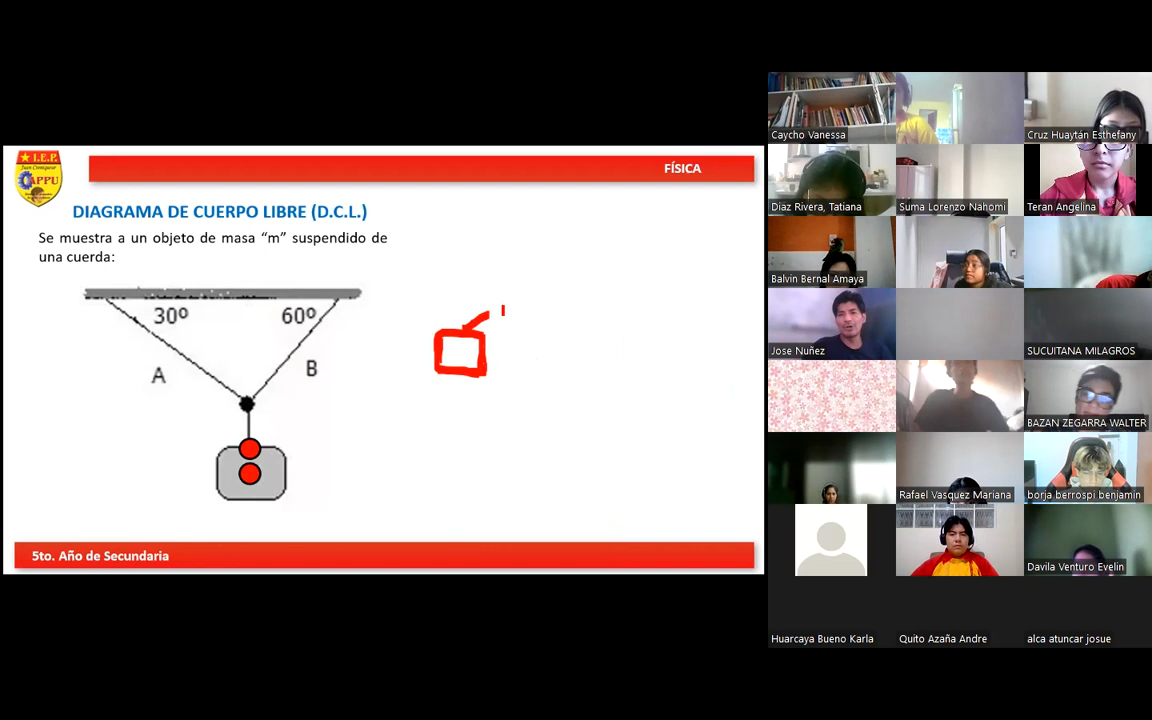 I.E.P.
CAPPU
FÍSICA
DIAGRAMA DE CUERPO LIBRE (D.C.L.)
Se muestra a un objeto de masa “m” suspendido de
una cuerda:
30º
60º
A
B
5to. Año de Secundaria
Caycho Vanessa
Cruz Huaytán Esthefany
Diaz Rivera, Tatiana
Suma Lorenzo Nahomi
Teran Angelina
Balvin Bernal Amaya
Jose Nuñez
SUCUITANA MILAGROS
BAZAN ZEGARRA WALTER
Rafael Vasquez Mariana
borja berrospi benjamin
Davila Venturo Evelin
Huarcaya Bueno Karla
Quito Azaña Andre
alca atuncar josue